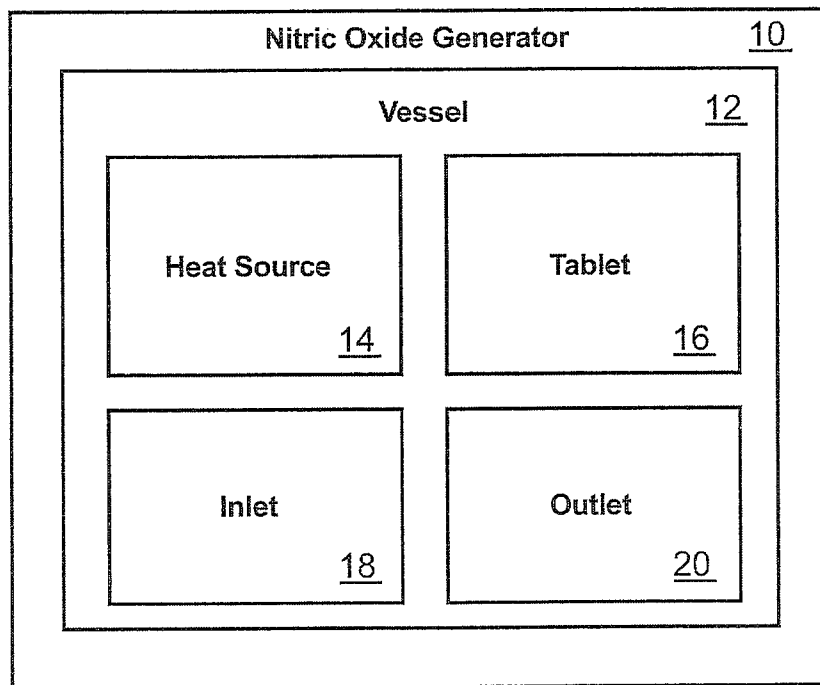 Nitric Oxide Generator 10
Vessel 12
Heat Source
14
Tablet
16
Inlet
18
Outlet
20